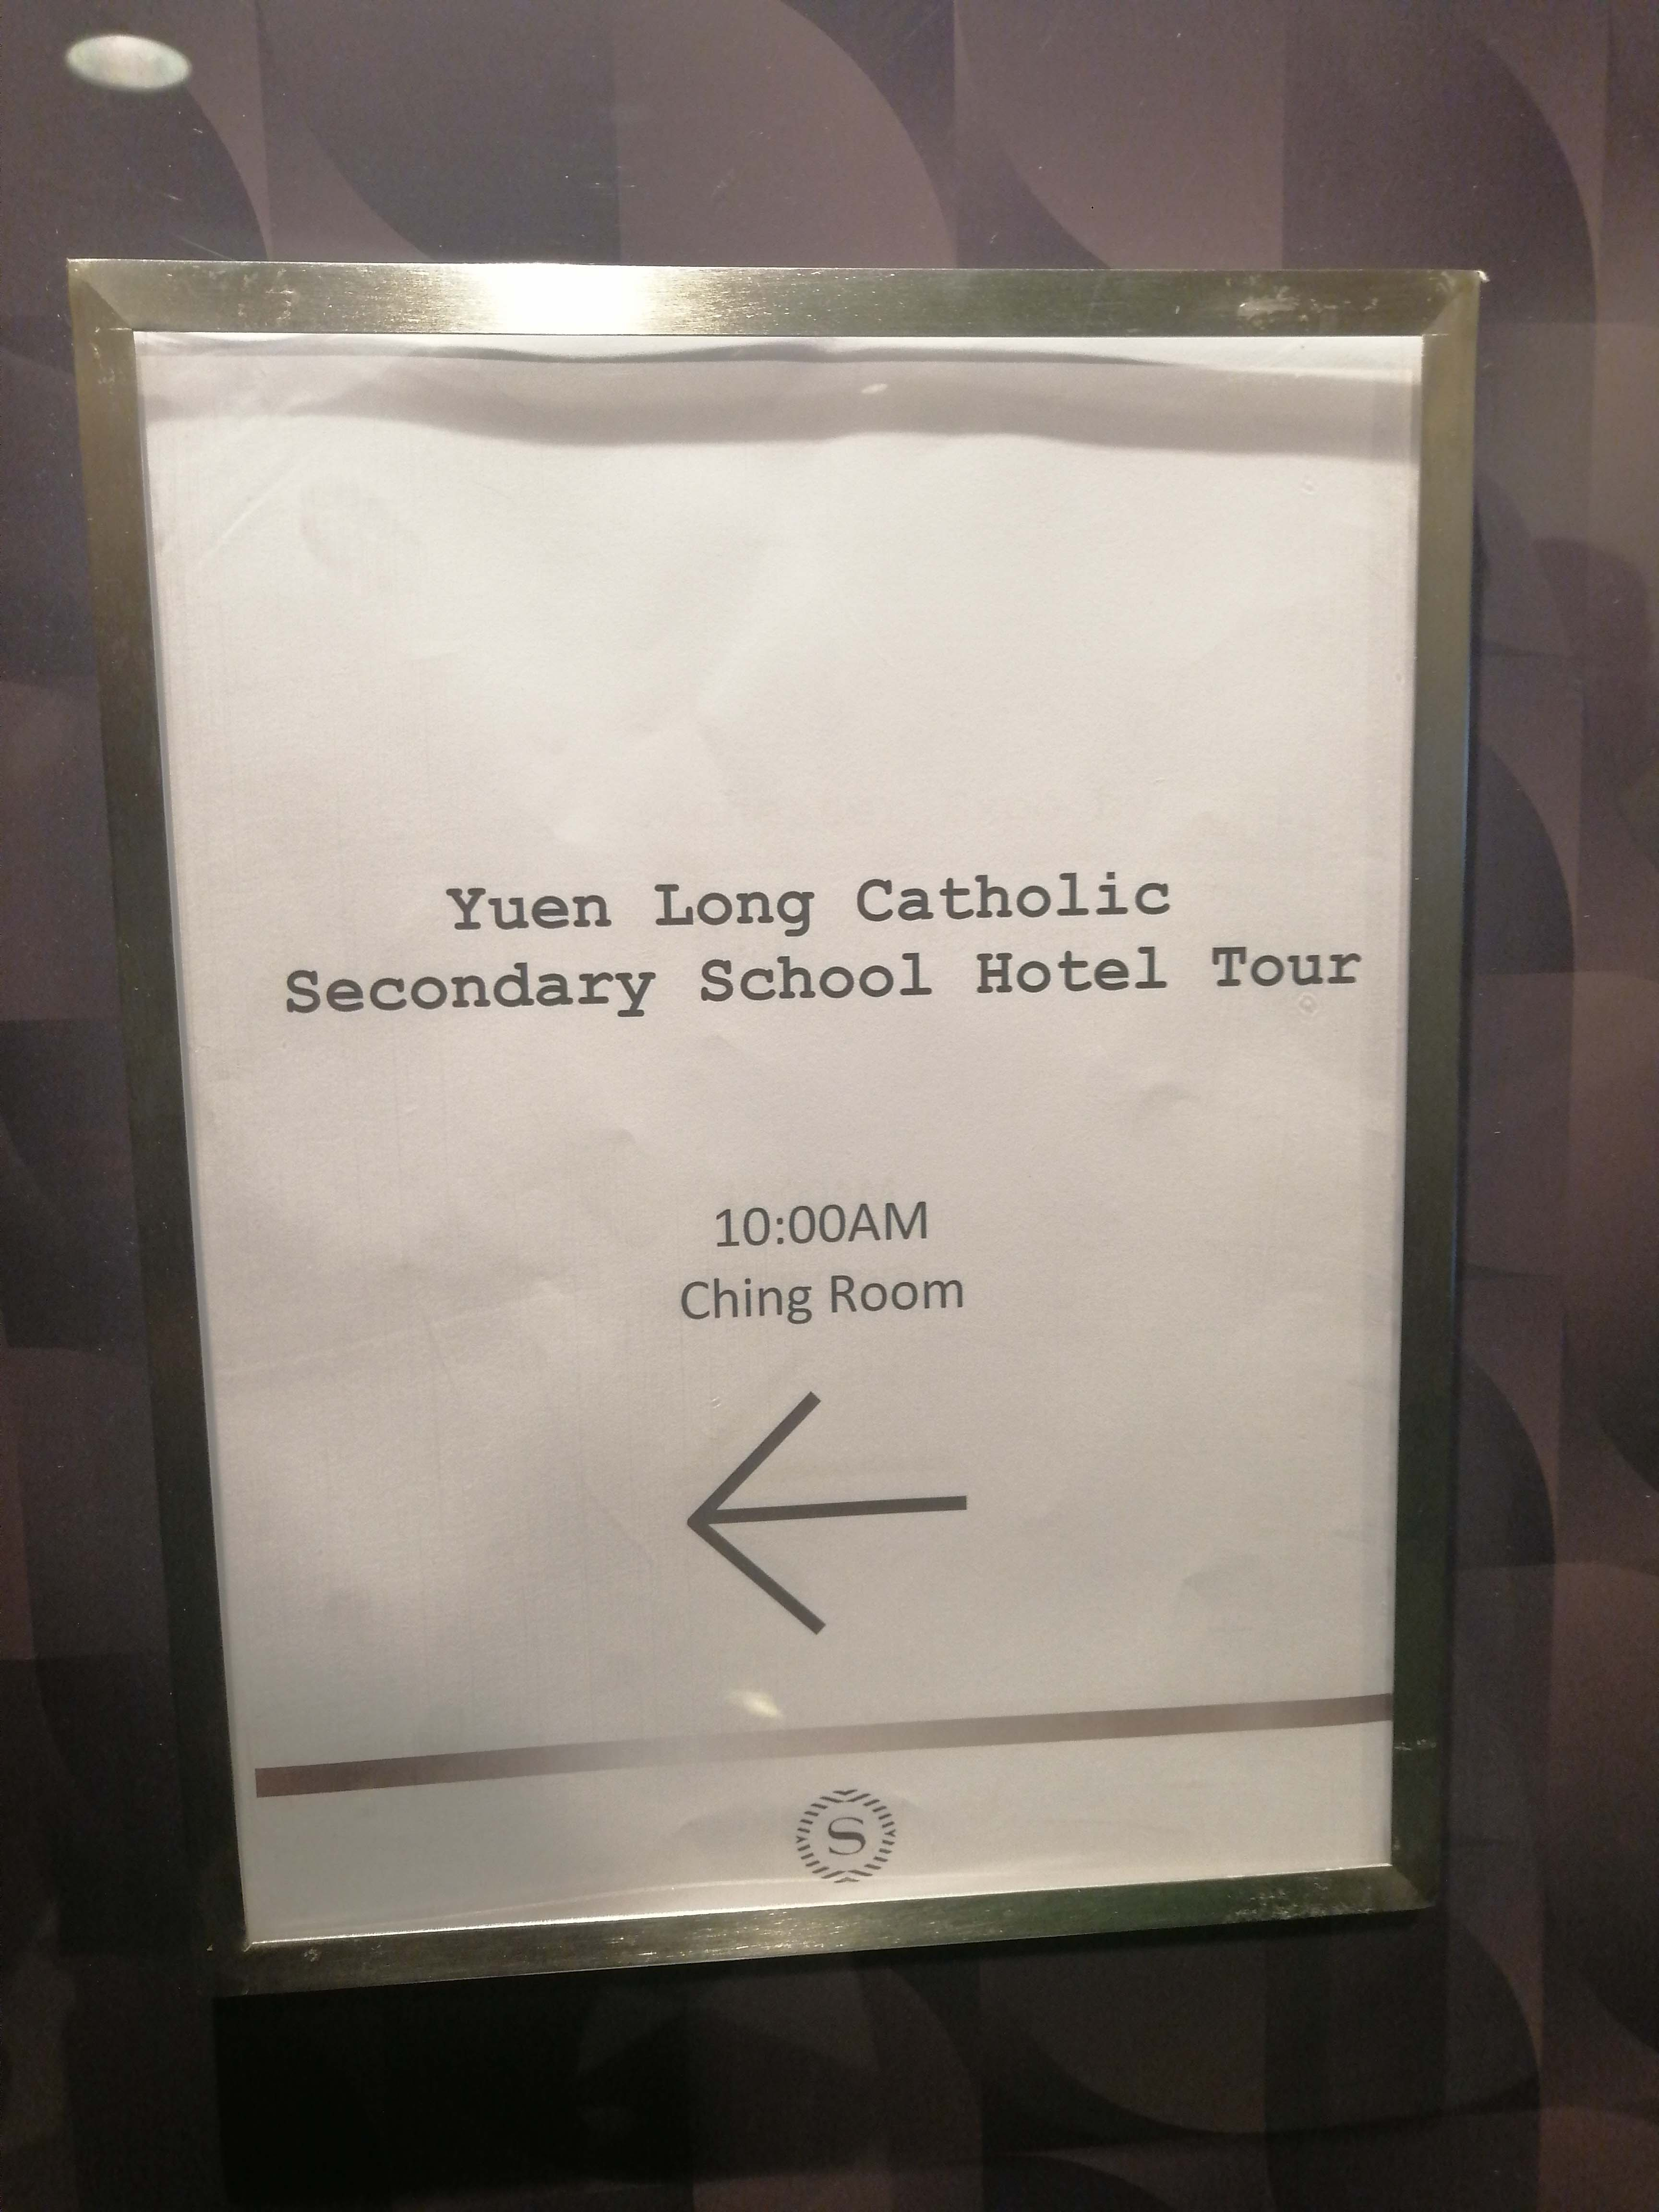 Yuen Long Catholic
Secondary School Hotel Tour
10:00AM
Ching Room
S